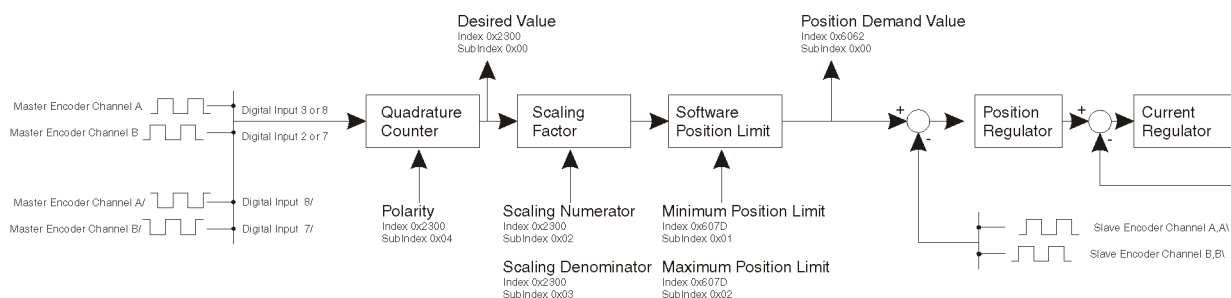 Desired Value
Index 0x2300
SubIndex 0x00
Position Demand Value
Index 0x6062
SubIndex 0x00
Master Encoder Channel A
Digital Input 3 or 8
Master Encoder Channel B
Digital Input 2 or 7
Quadrature
Counter
Scaling
Factor
Software
Position Limit
+
-
Position
Regulator
+
-
Current
Regulator
Master Encoder Channel A/
Digital Input 8/
Master Encoder Channel B/
Digital Input 7/
Polarity
Index 0x2300
SubIndex 0x04
Scaling Numerator
Index 0x2300
SubIndex 0x02
Minimum Position Limit
Index 0x607D
SubIndex 0x01
Scaling Denominator
Index 0x2300
SubIndex 0x03
Maximum Position Limit
Index 0x607D
SubIndex 0x02
Slave Encoder Channel A,A\
Slave Encoder Channel B,B\